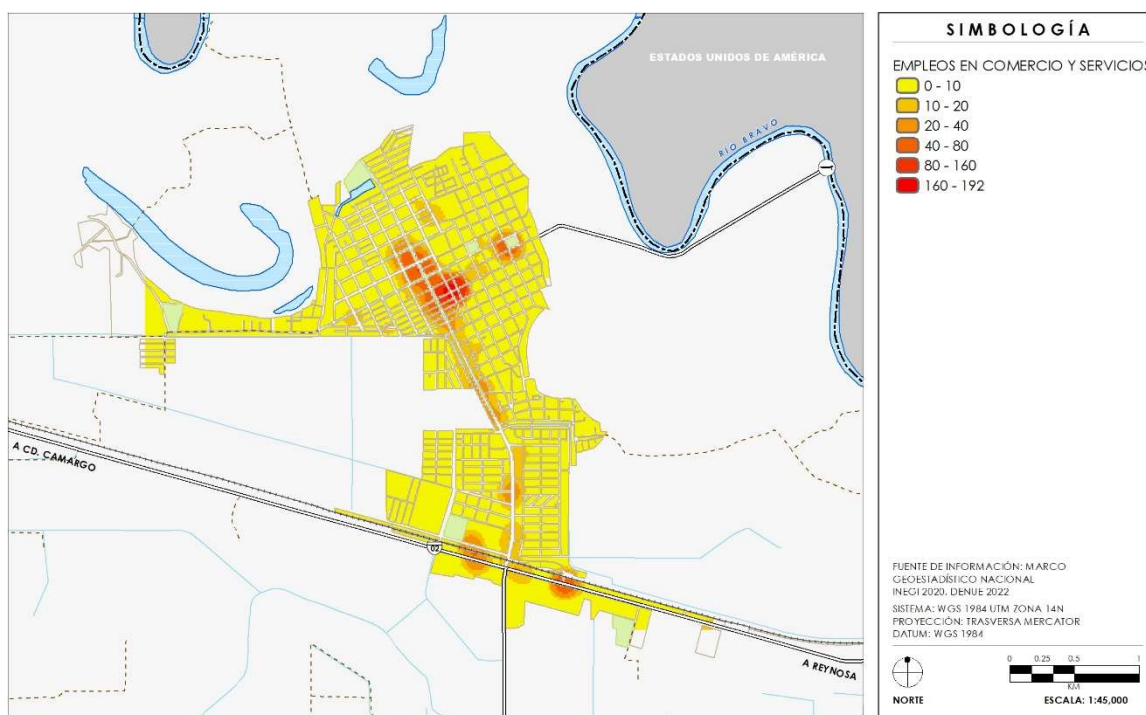 ESTADOS UNIDOS DE AMÉRICA
RÍO BRAVO
1
A CD. CAMARGO
02
A REYNOSA
SIMBOLOGÍA
EMPLEOS EN COMERCIO Y SERVICIOS
0 - 10
10 - 20
20 - 40
40 - 80
80 - 160
160 - 192
FUENTE DE INFORMACIÓN: MARCO
GEOESTADÍSTICO NACIONAL
INEGI 2020. DENUE 2022
SISTEMA: WGS 1984 UTM ZONA 14N
PROYECCIÓN: TRASVERSA MERCATOR
DATUM: WGS 1984
NORTE
0 0.25 0.5 1
KM
ESCALA: 1:45,000